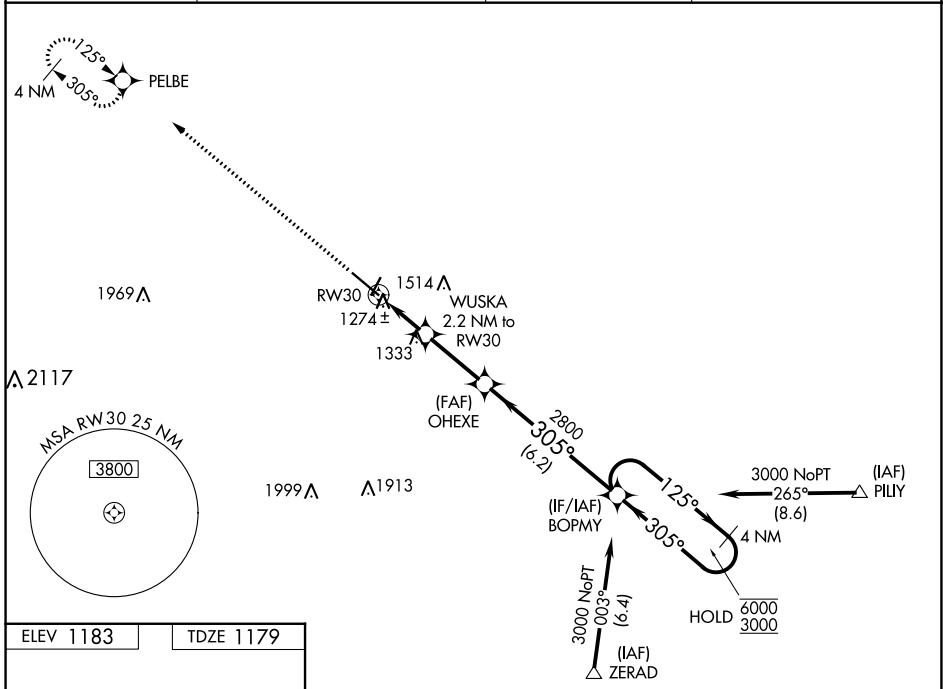 125°
305°
4 NM
PELBE
1969
RW30
1514
1274 ±
WUSKA
2.2 NM to
RW30
1333
2117
(FAF)
OHEXE
2800
305°
(6.2)
MSA RW30 25 NM
3800
1999
1913
(IF/IAF)
BOPMY
125°
305°
4 NM
3000 NoPT
265°
(8.6)
(IAF)
PILIY
HOLD
6000
3000
3000 NoPT
003°
(6.4)
(IAF)
ZERAD
ELEV 1183
TDZE 1179